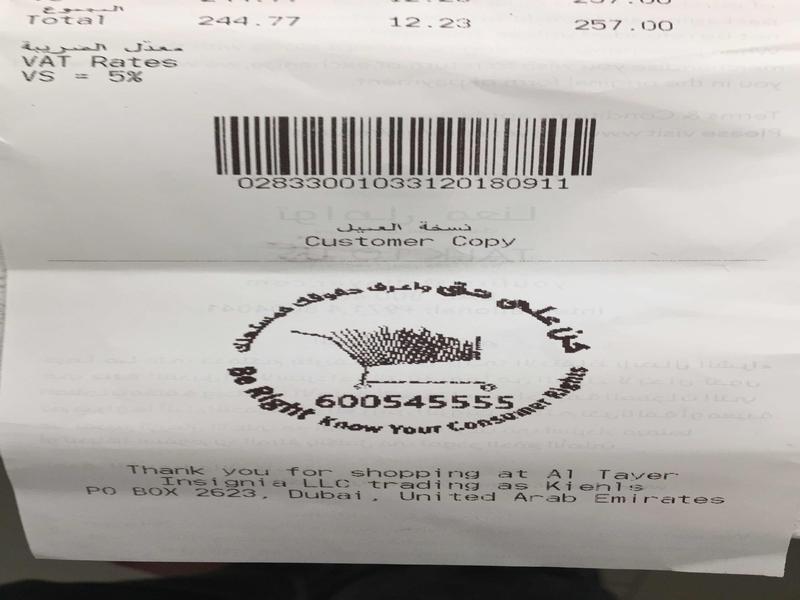 المجموع
Total 244.77 12.23 257.00
معدل الضريبة
VAT Rates
VS = 5%
02833001033120180911
نسخة العميل
Customer Copy
كن على حق واعرف حقوقك كمستهلك
600545555
Be Right Know Your Consumer Rights
Thank you for shopping at Al Tayer
Insignia LLC trading as Kiehls
PO BOX 2623, Dubai, United Arab Emirates